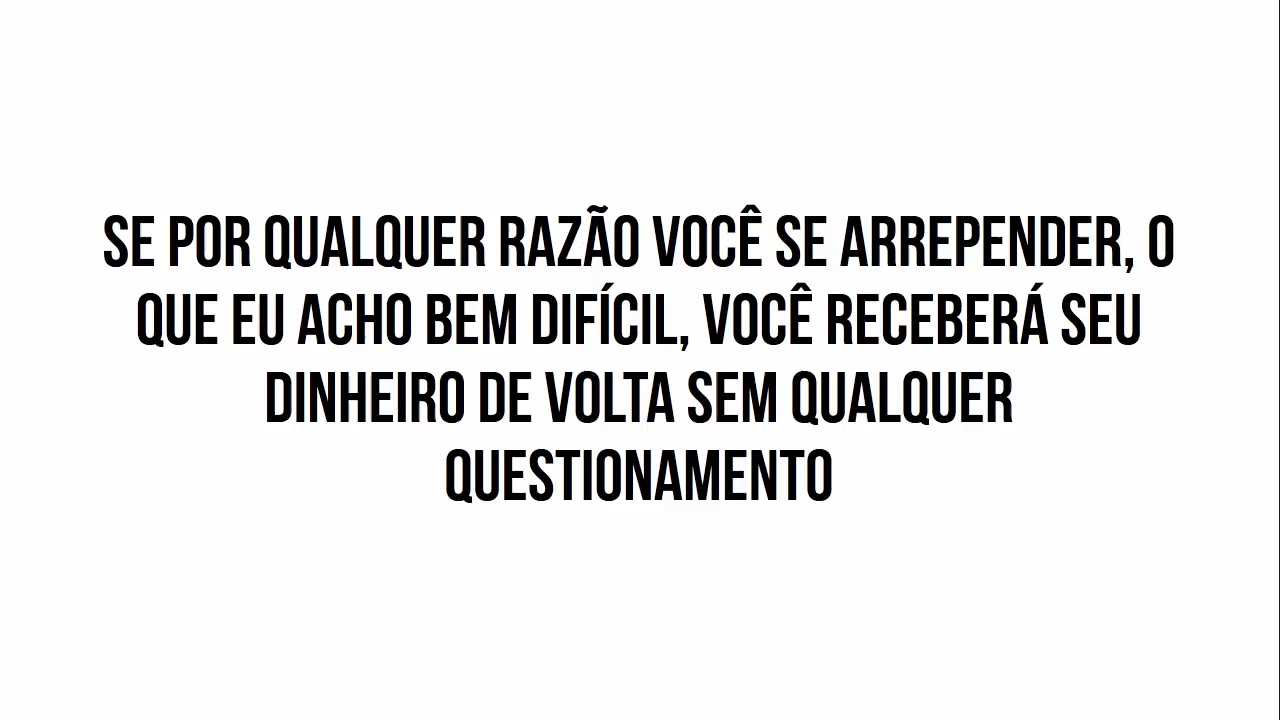 SE POR QUALQUER RAZÃO VOCÊ SE ARREPENDER, O
QUE EU ACHO BEM DIFÍCIL, VOCÊ RECEBERÁ SEU
DINHEIRO DE VOLTA SEM QUALQUER
QUESTIONAMENTO